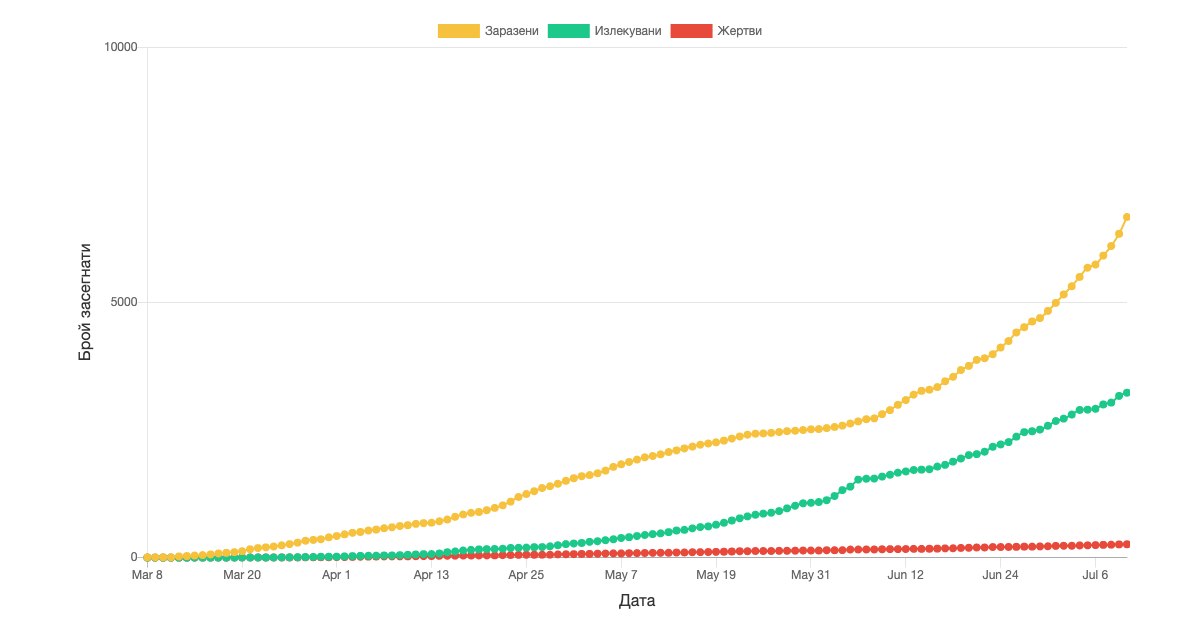 Заразени Излекувани Жертви
10000
5000
0
Брой засегнати
Mar 8 Mar 20 Apr 1 Apr 13 Apr 25 May 7 May 19 May 31 Jun 12 Jun 24 Jul 6
Дата